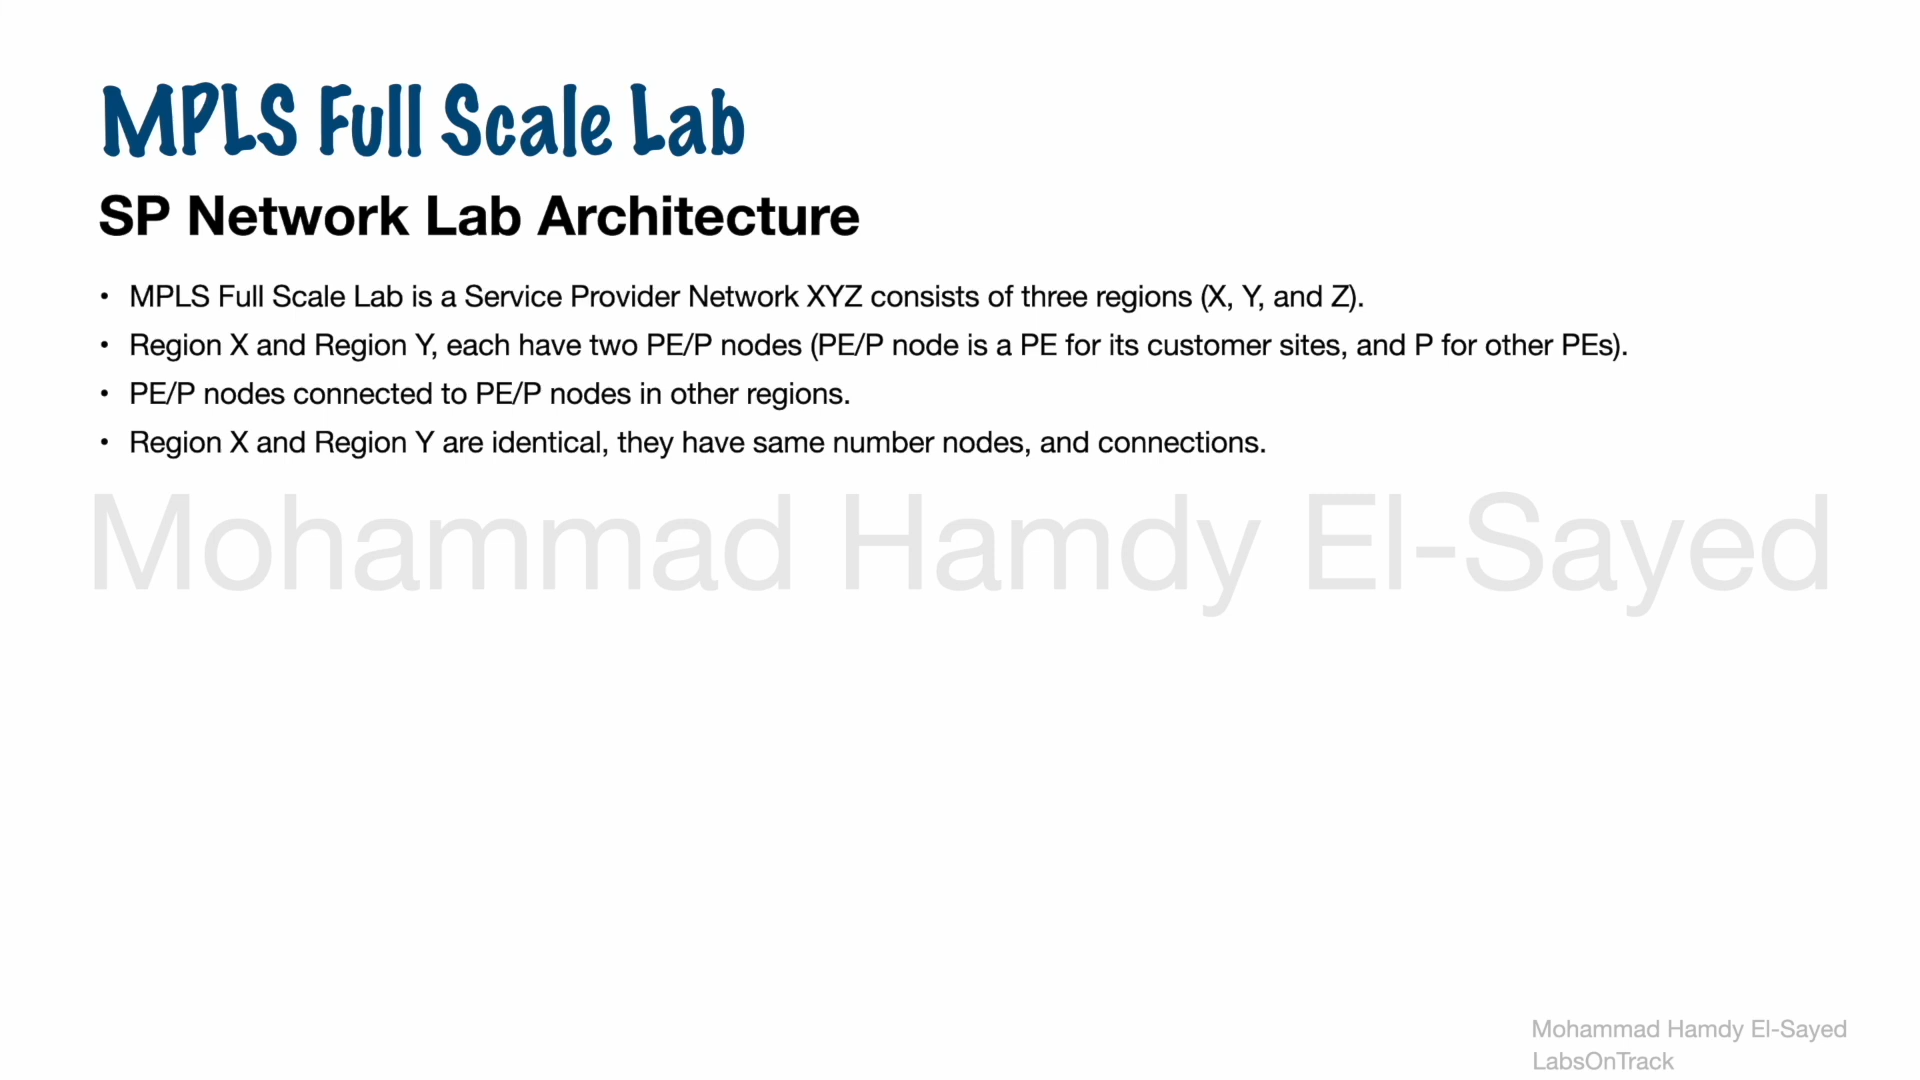 MPLS Full Scale Lab
SP Network Lab Architecture
• MPLS Full Scale Lab is a Service Provider Network XYZ consists of three regions (X, Y, and Z).
• Region X and Region Y, each have two PE/P nodes (PE/P node is a PE for its customer sites, and P for other PEs).
• PE/P nodes connected to PE/P nodes in other regions.
• Region X and Region Y are identical, they have same number nodes, and connections.
Mohammad Hamdy El-Sayed
Mohammad Hamdy El-Sayed
LabsOnTrack